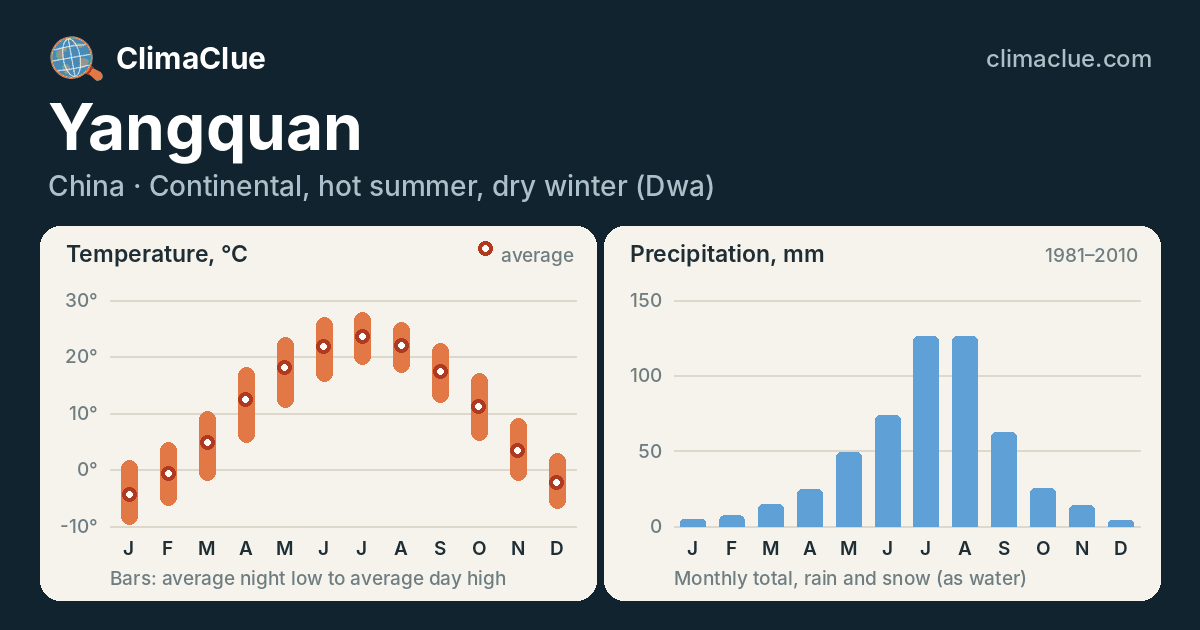 ClimaClue
climaclue.com
Yangquan
China · Continental, hot summer, dry winter (Dwa)
Temperature, °C
average
30°
20°
10°
0°
-10°
J F M A M J J A S O N D
Bars: average night low to average day high
Precipitation, mm
1981–2010
150
100
50
0
J F M A M J J A S O N D
Monthly total, rain and snow (as water)